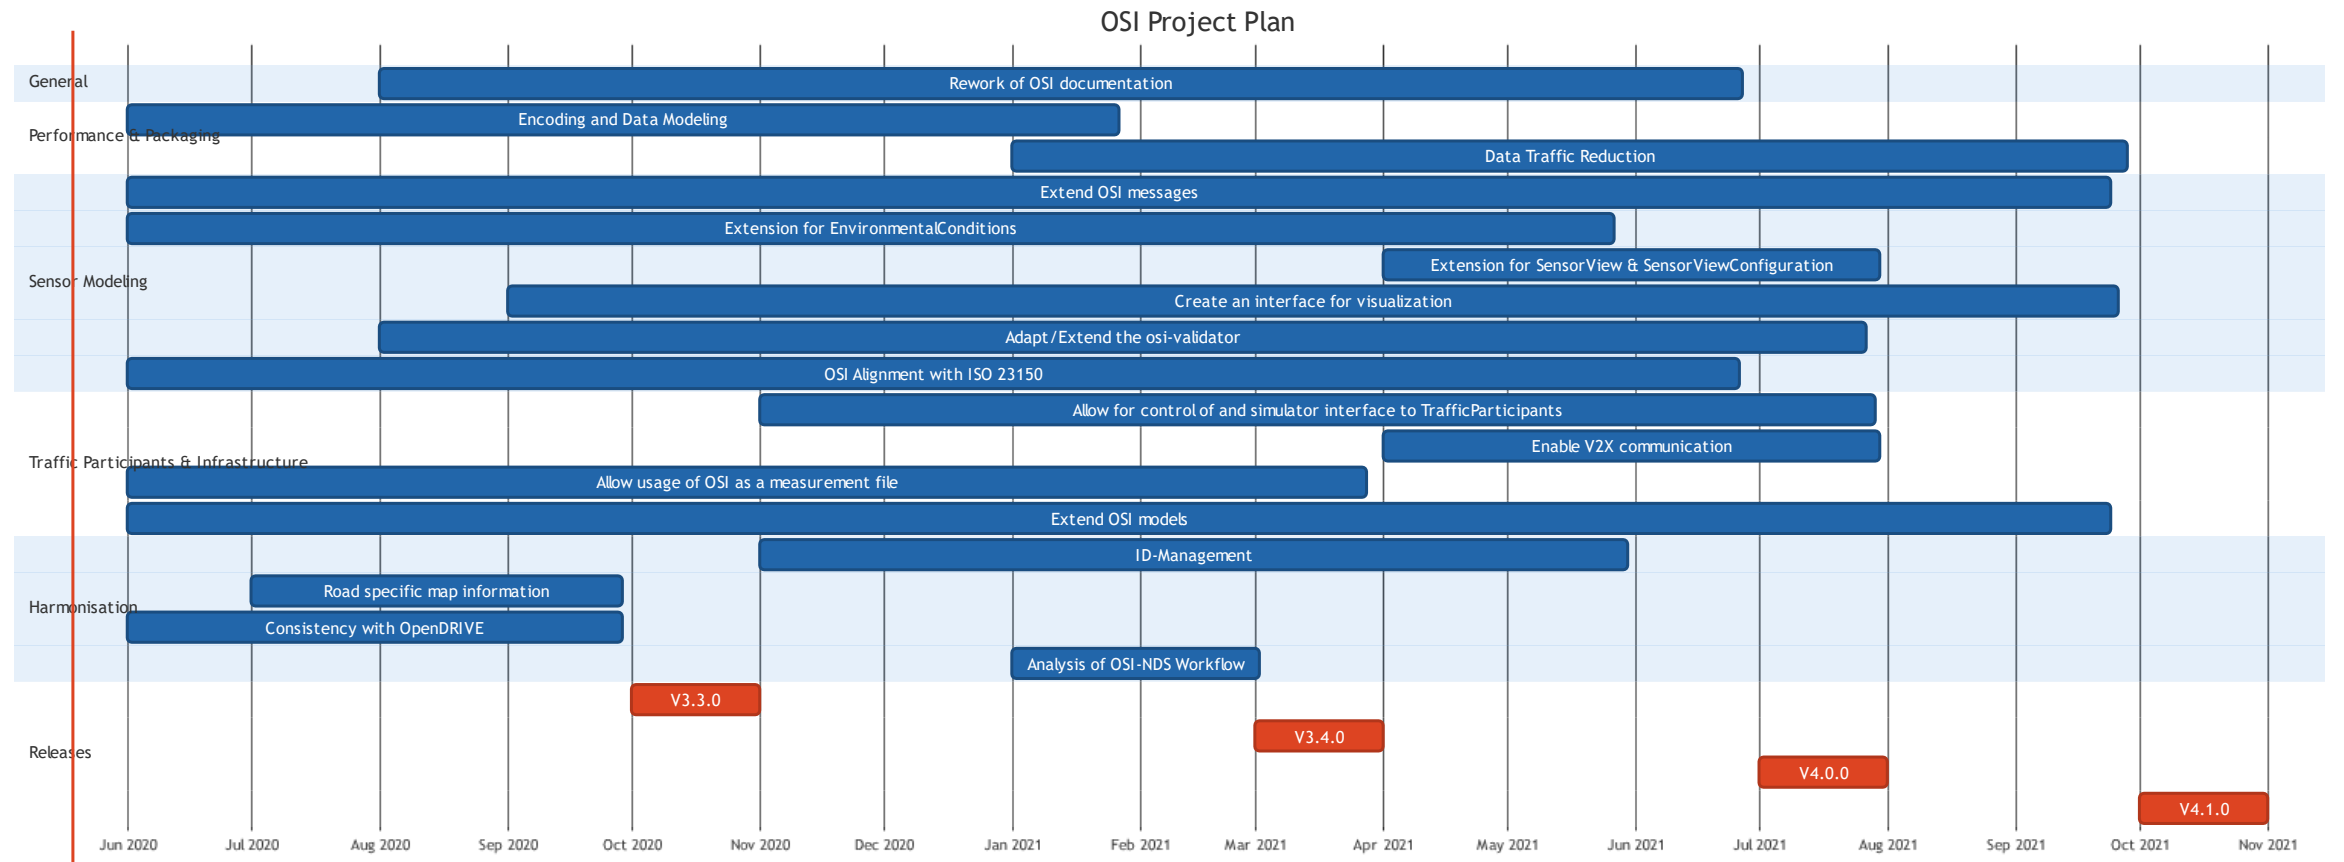 OSI Project Plan
General
Rework of OSI documentation
Performance & Packaging
Encoding and Data Modeling
Data Traffic Reduction
Sensor Modeling
Extend OSI messages
Extension for EnvironmentalConditions
Extension for SensorView & SensorViewConfiguration
Create an interface for visualization
Adapt/Extend the osi-validator
OSI Alignment with ISO 23150
Traffic Participants & Infrastructure
Allow for control of and simulator interface to TrafficParticipants
Enable V2X communication
Allow usage of OSI as a measurement file
Extend OSI models
Harmonisation
ID-Management
Road specific map information
Consistency with OpenDRIVE
Analysis of OSI-NDS Workflow
Releases
V3.3.0
V3.4.0
V4.0.0
V4.1.0
Jun 2020 Jul 2020 Aug 2020 Sep 2020 Oct 2020 Nov 2020 Dec 2020 Jan 2021 Feb 2021 Mar 2021 Apr 2021 May 2021 Jun 2021 Jul 2021 Aug 2021 Sep 2021 Oct 2021 Nov 2021